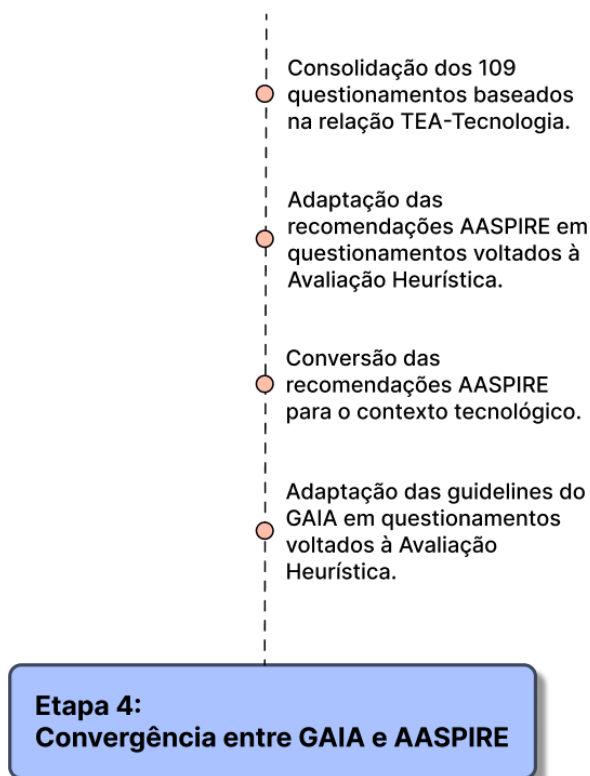 Consolidação dos 109
questionamentos baseados
na relação TEA-Tecnologia.
Adaptação das
recomendações AASPIRE em
questionamentos voltados à
Avaliação Heurística.
Conversão das
recomendações AASPIRE
para o contexto tecnológico.
Adaptação das guidelines do
GAIA em questionamentos
voltados à Avaliação
Heurística.
Etapa 4:
Convergência entre GAIA e AASPIRE